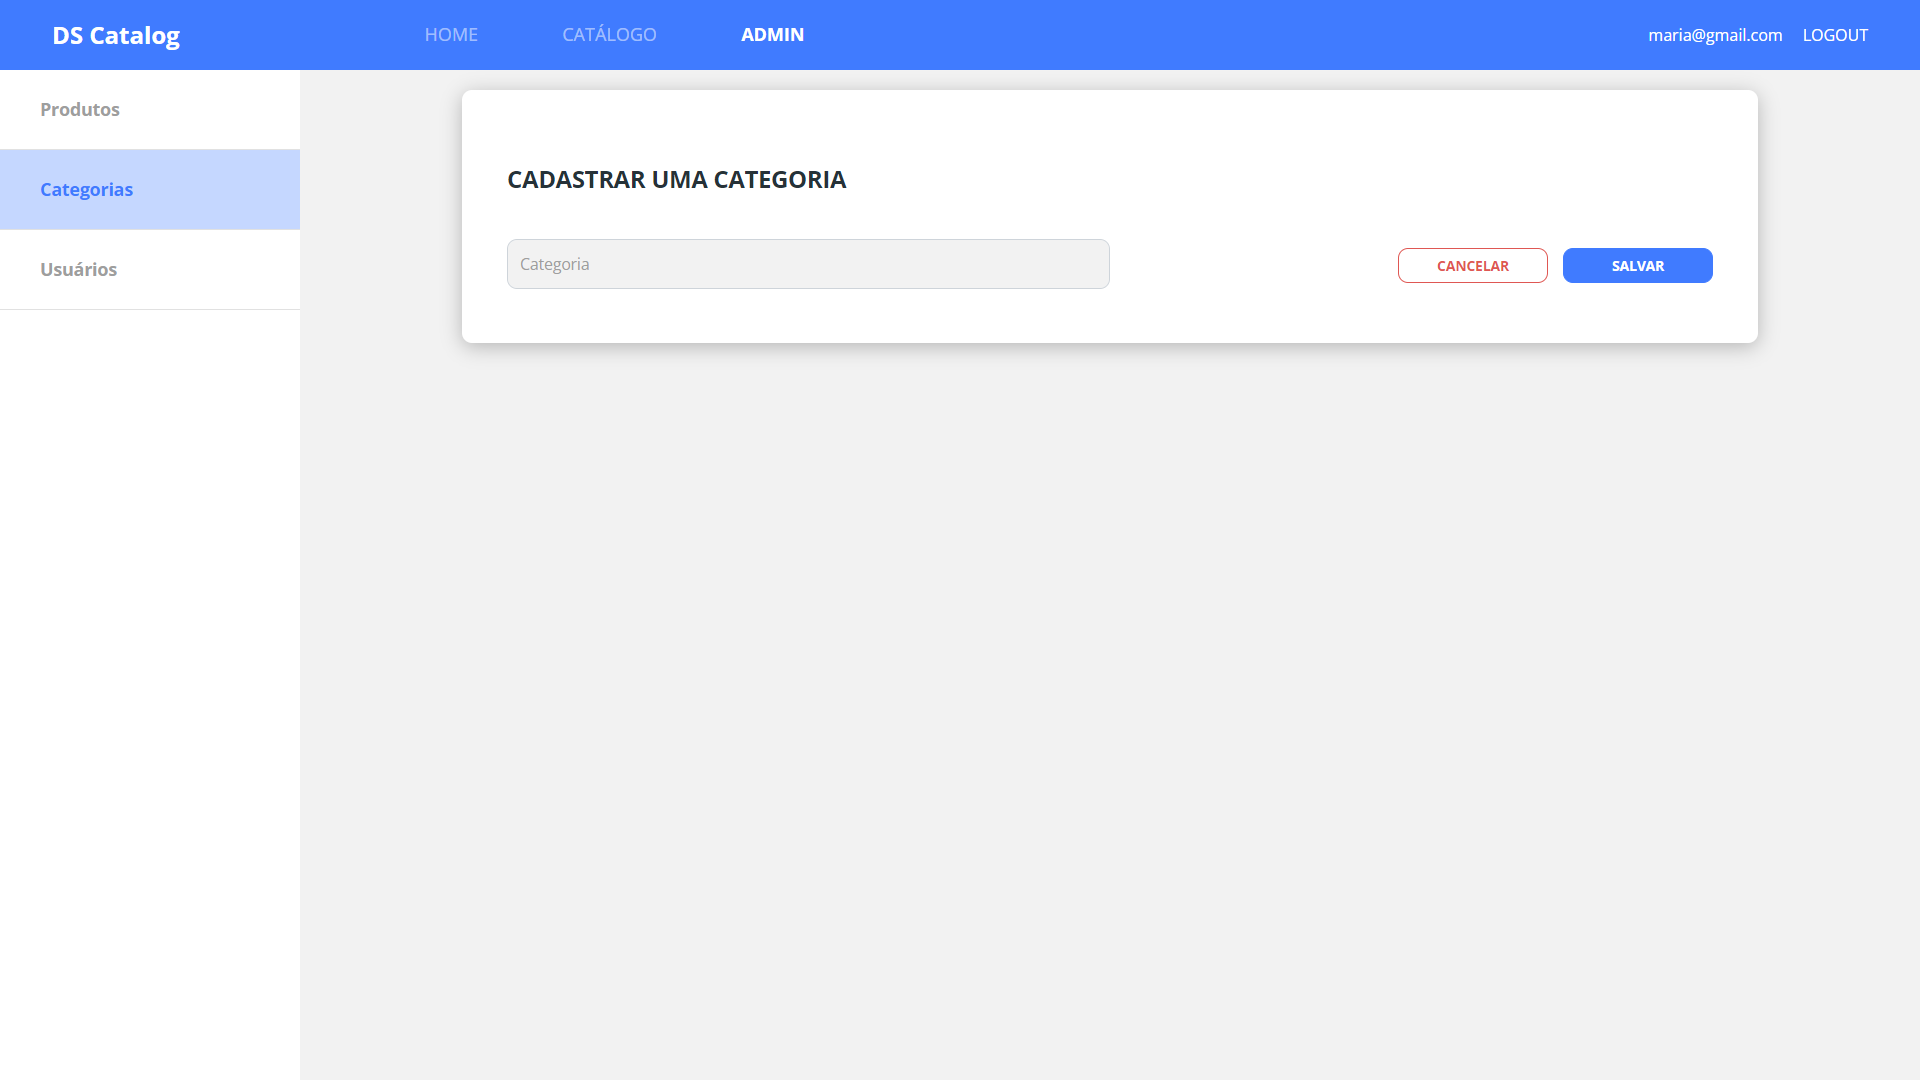 DS Catalog
HOME
CATÁLOGO
ADMIN
maria@gmail.com
LOGOUT
Produtos
Categorias
Usuários
CADASTRAR UMA CATEGORIA
Categoria
CANCELAR
SALVAR